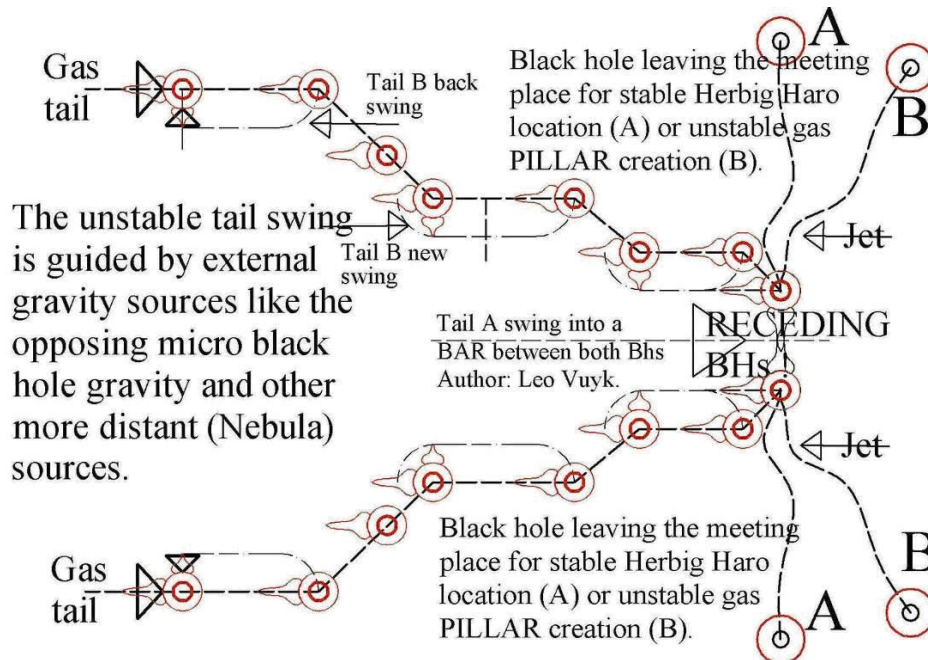 Gas
tail
Tail B back
swing
Black hole leaving the meeting
place for stable Herbig Haro
location (A) or unstable gas
PILLAR creation (B).
A
B
The unstable tail swing
is guided by external
gravity sources like the
opposing micro black
hole gravity and other
more distant (Nebula)
sources.
Tail B new
swing
Jet
Tail A swing into a
BAR between both Bhs
Author: Leo Vuyk.
RECEDING
BHs.
Jet
Black hole leaving the meeting
place for stable Herbig Haro
location (A) or unstable gas
PILLAR creation (B).
Gas
tail
A
B